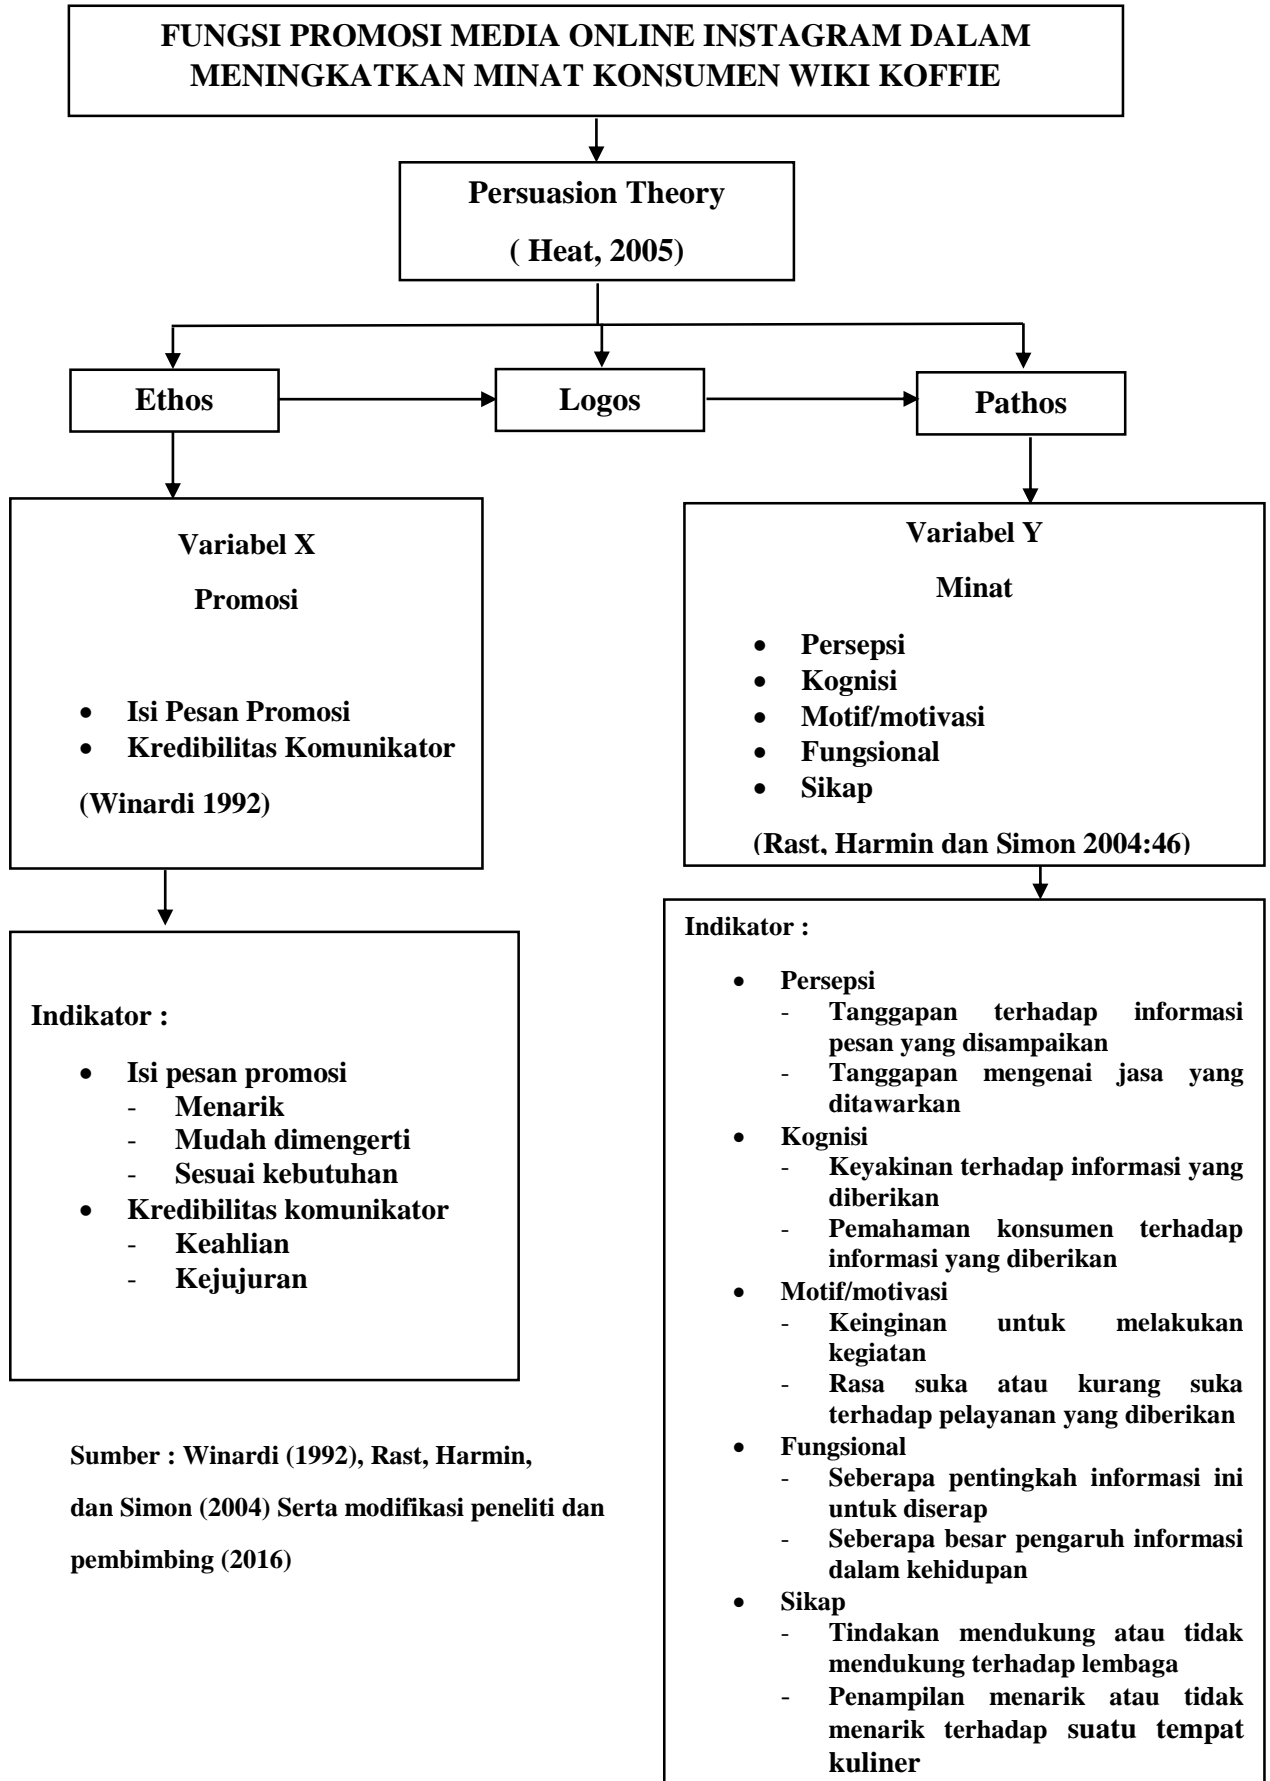 FUNGSI PROMOSI MEDIA ONLINE INSTAGRAM DALAM
MENINGKATKAN MINAT KONSUMEN WIKI KOFFIE
Persuasion Theory
( Heat, 2005)
Ethos
Logos
Pathos
Variabel X
Promosi
• Isi Pesan Promosi
• Kredibilitas Komunikator
(Winardi 1992)
Variabel Y
Minat
• Persepsi
• Kognisi
• Motif/motivasi
• Fungsional
• Sikap
(Rast, Harmin dan Simon 2004:46)
Indikator :
• Isi pesan promosi
- Menarik
- Mudah dimengerti
- Sesuai kebutuhan
• Kredibilitas komunikator
- Keahlian
- Kejujuran
Indikator :
• Persepsi
- Tanggapan terhadap informasi
pesan yang disampaikan
- Tanggapan mengenai jasa yang
ditawarkan
• Kognisi
- Keyakinan terhadap informasi yang
diberikan
- Pemahaman konsumen terhadap
informasi yang diberikan
• Motif/motivasi
- Keinginan untuk melakukan
kegiatan
- Rasa suka atau kurang suka
terhadap pelayanan yang diberikan
• Fungsional
- Seberapa pentingkah informasi ini
untuk diserap
- Seberapa besar pengaruh informasi
dalam kehidupan
• Sikap
- Tindakan mendukung atau tidak
mendukung terhadap lembaga
- Penampilan menarik atau tidak
menarik terhadap suatu tempat
kuliner
Sumber : Winardi (1992), Rast, Harmin,
dan Simon (2004) Serta modifikasi peneliti dan
pembimbing (2016)